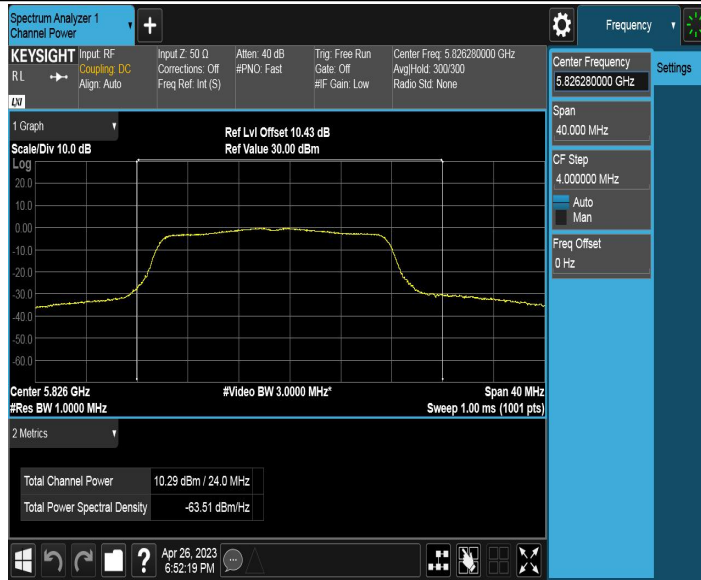 Spectrum Analyzer 1
Channel Power
+
Frequency
KEYSIGHT
RL
LXI
Input: RF
Coupling: DC
Align: Auto
Input Z: 50 Ω
Corrections: Off
Freq Ref: Int (S)
Atten: 40 dB
#PNO: Fast
Trig: Free Run
Gate: Off
#IF Gain: Low
Center Freq: 5.826280000 GHz
Avg|Hold: 300/300
Radio Std: None
Center Frequency
5.826280000 GHz
Settings
Span
40.000 MHz
CF Step
4.000000 MHz
Auto
Man
Freq Offset
0 Hz
1 Graph
Scale/Div 10.0 dB
Ref Lvl Offset 10.43 dB
Ref Value 30.00 dBm
Log
20.0
10.0
0.00
-10.0
-20.0
-30.0
-40.0
-50.0
-60.0
Center 5.826 GHz
#Video BW 3.0000 MHz*
Span 40 MHz
#Res BW 1.0000 MHz
Sweep 1.00 ms (1001 pts)
2 Metrics
Total Channel Power 10.29 dBm / 24.0 MHz
Total Power Spectral Density -63.51 dBm/Hz
?
Apr 26, 2023
6:52:19 PM